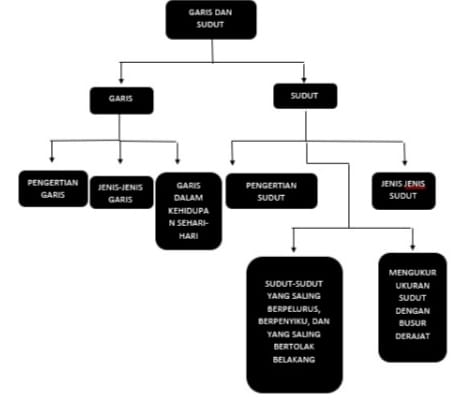 GARIS DAN
SUDUT
GARIS
SUDUT
PENGERTIAN
GARIS
JENIS-JENIS
GARIS
GARIS
DALAM
KEHIDUPA
N SEHARI-
HARI
PENGERTIAN
SUDUT
JENIS JENIS
SUDUT
SUDUT-SUDUT
YANG SALING
BERPELURUS,
BERPENYIKU, DAN
YANG SALING
BERTOLAK
BELAKANG
MENGUKUR
UKURAN
SUDUT
DENGAN
BUSUR
DERAJAT